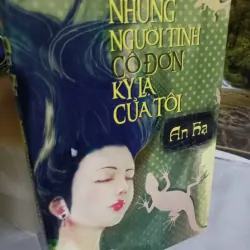 NHỮNG
NGƯỜI TÌNH
CÔ ĐƠN
KỲ LẠ
CỦA TÔI
An Hạ